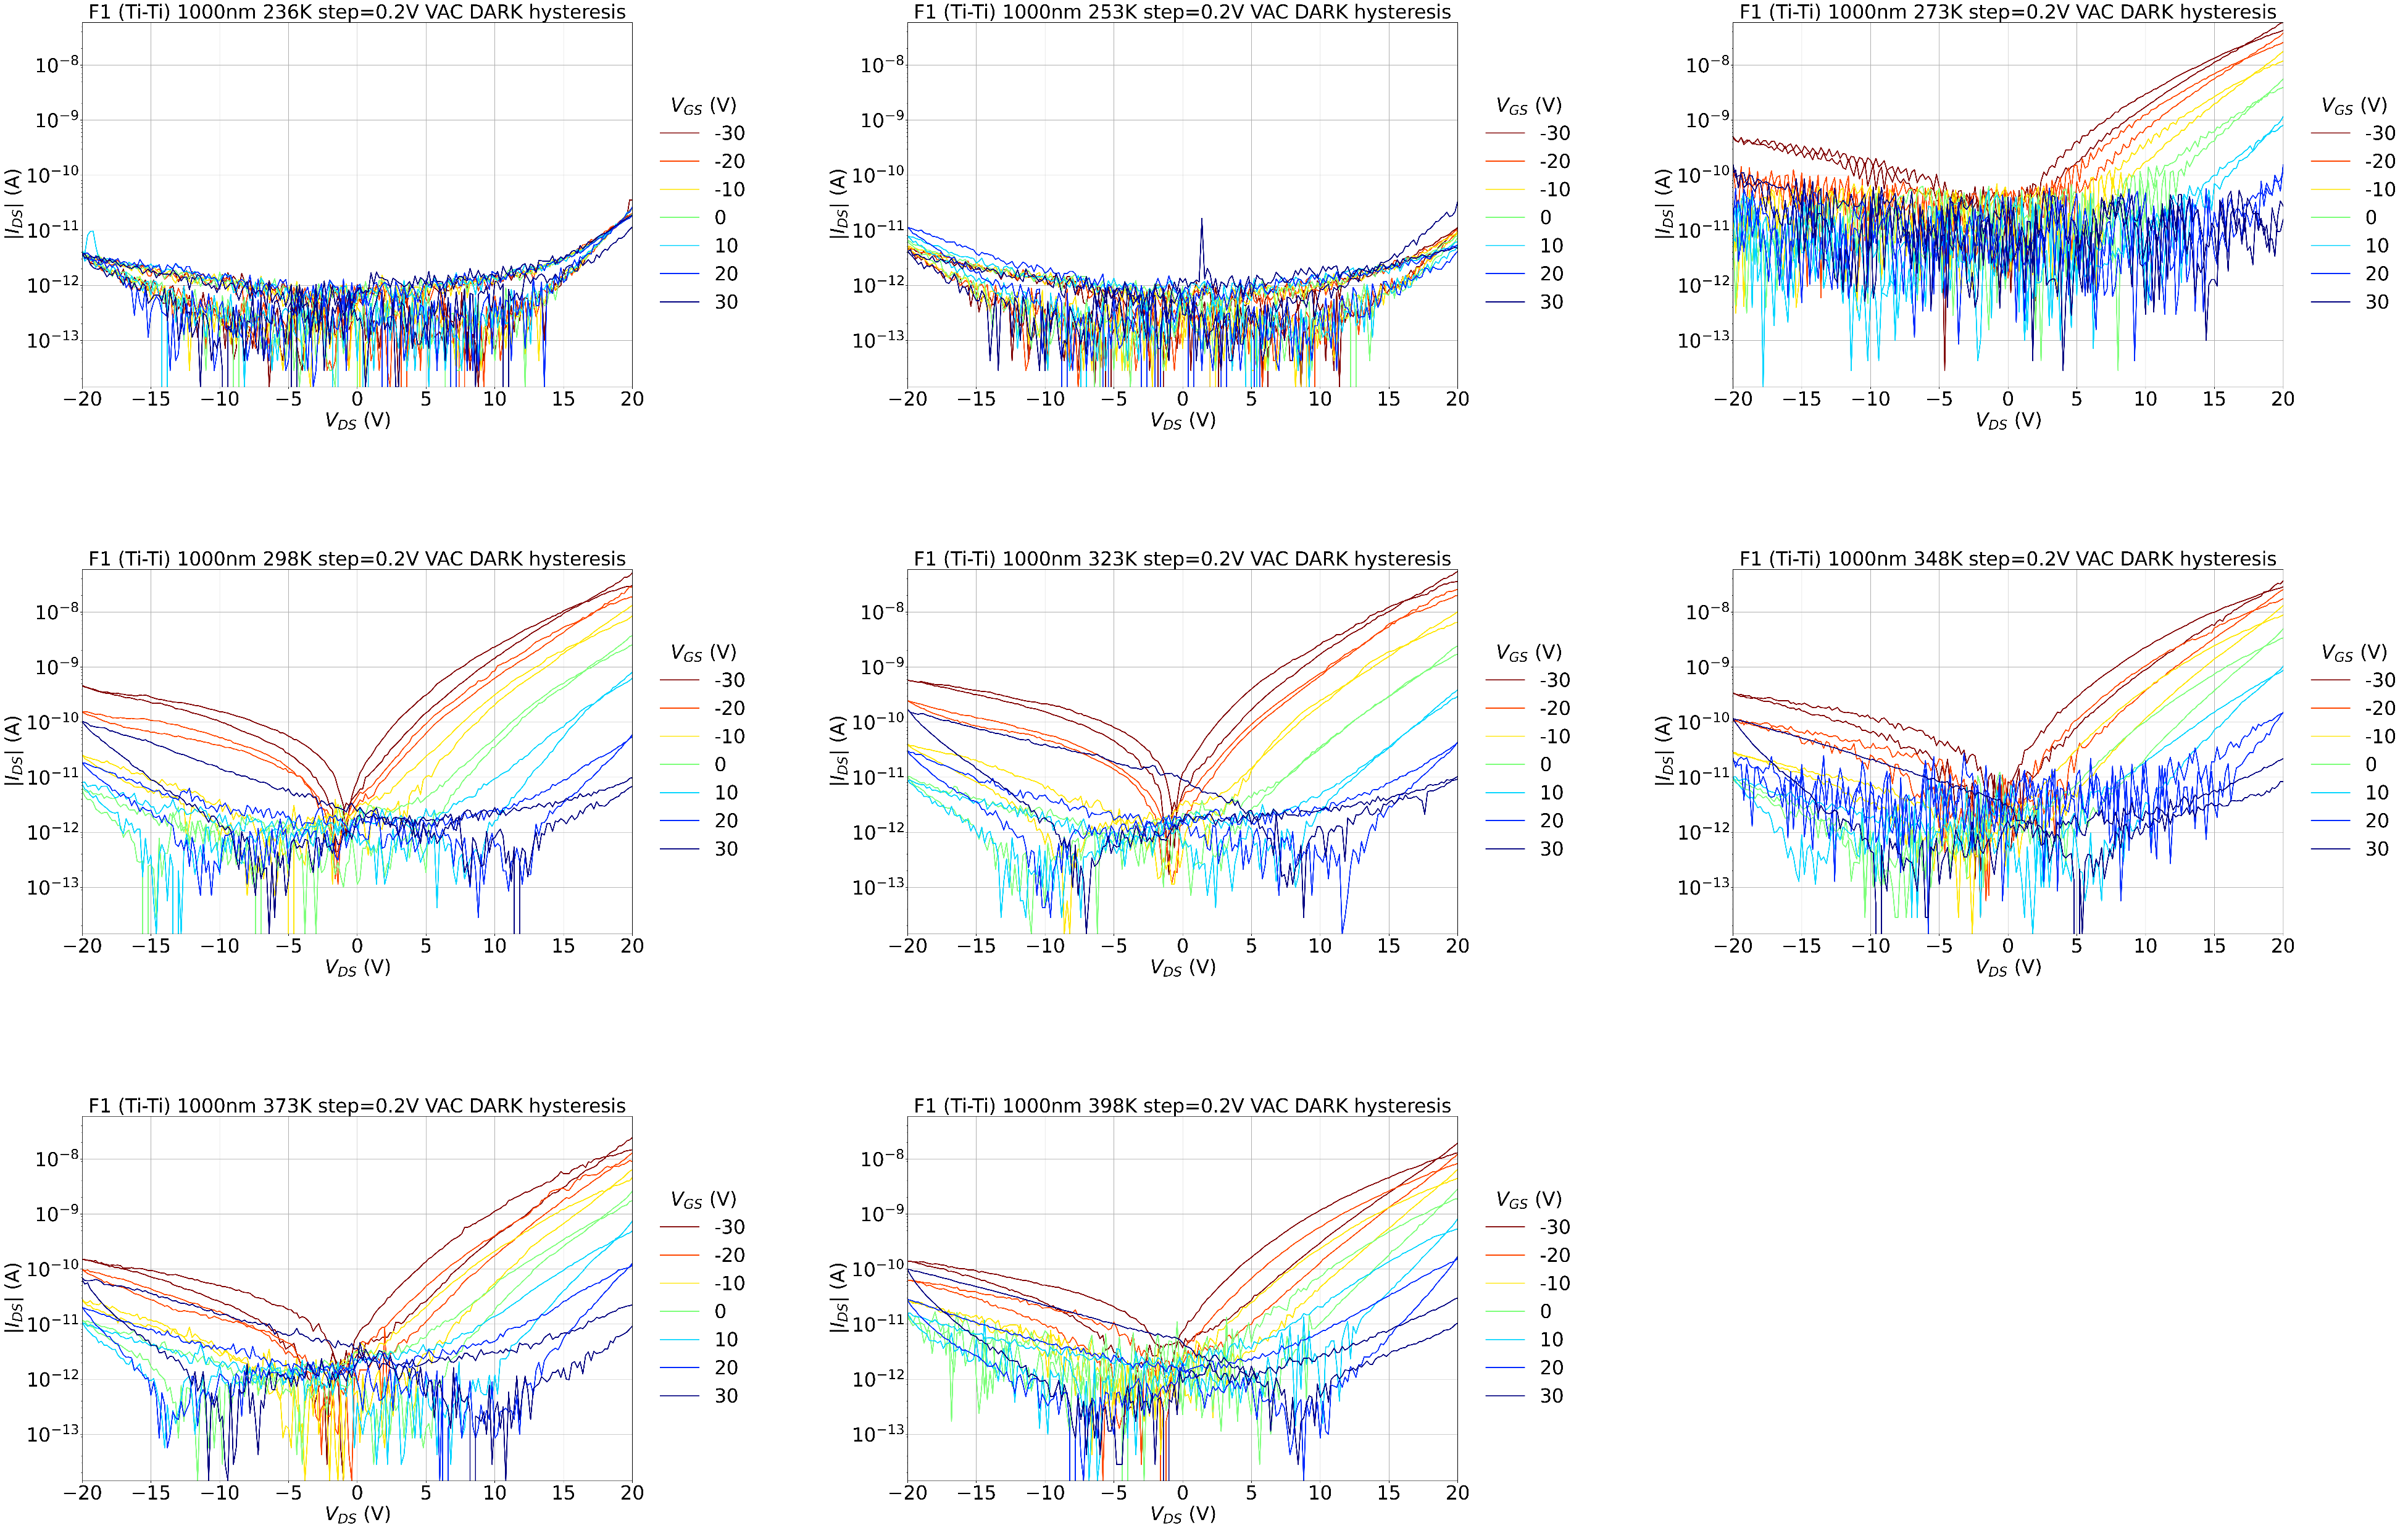 F1 (Ti-Ti) 1000nm 236K step=0.2V VAC DARK hysteresis
|I_DS| (A)
10⁻⁸
10⁻⁹
10⁻¹⁰
10⁻¹¹
10⁻¹²
10⁻¹³
−20 −15 −10 −5 0 5 10 15 20
V_DS (V)
V_GS (V)
-30
-20
-10
0
10
20
30
F1 (Ti-Ti) 1000nm 253K step=0.2V VAC DARK hysteresis
|I_DS| (A)
10⁻⁸
10⁻⁹
10⁻¹⁰
10⁻¹¹
10⁻¹²
10⁻¹³
−20 −15 −10 −5 0 5 10 15 20
V_DS (V)
V_GS (V)
-30
-20
-10
0
10
20
30
F1 (Ti-Ti) 1000nm 273K step=0.2V VAC DARK hysteresis
|I_DS| (A)
10⁻⁸
10⁻⁹
10⁻¹⁰
10⁻¹¹
10⁻¹²
10⁻¹³
−20 −15 −10 −5 0 5 10 15 20
V_DS (V)
V_GS (V)
-30
-20
-10
0
10
20
30
F1 (Ti-Ti) 1000nm 298K step=0.2V VAC DARK hysteresis
|I_DS| (A)
10⁻⁸
10⁻⁹
10⁻¹⁰
10⁻¹¹
10⁻¹²
10⁻¹³
−20 −15 −10 −5 0 5 10 15 20
V_DS (V)
V_GS (V)
-30
-20
-10
0
10
20
30
F1 (Ti-Ti) 1000nm 323K step=0.2V VAC DARK hysteresis
|I_DS| (A)
10⁻⁸
10⁻⁹
10⁻¹⁰
10⁻¹¹
10⁻¹²
10⁻¹³
−20 −15 −10 −5 0 5 10 15 20
V_DS (V)
V_GS (V)
-30
-20
-10
0
10
20
30
F1 (Ti-Ti) 1000nm 348K step=0.2V VAC DARK hysteresis
|I_DS| (A)
10⁻⁸
10⁻⁹
10⁻¹⁰
10⁻¹¹
10⁻¹²
10⁻¹³
−20 −15 −10 −5 0 5 10 15 20
V_DS (V)
V_GS (V)
-30
-20
-10
0
10
20
30
F1 (Ti-Ti) 1000nm 373K step=0.2V VAC DARK hysteresis
|I_DS| (A)
10⁻⁸
10⁻⁹
10⁻¹⁰
10⁻¹¹
10⁻¹²
10⁻¹³
−20 −15 −10 −5 0 5 10 15 20
V_DS (V)
V_GS (V)
-30
-20
-10
0
10
20
30
F1 (Ti-Ti) 1000nm 398K step=0.2V VAC DARK hysteresis
|I_DS| (A)
10⁻⁸
10⁻⁹
10⁻¹⁰
10⁻¹¹
10⁻¹²
10⁻¹³
−20 −15 −10 −5 0 5 10 15 20
V_DS (V)
V_GS (V)
-30
-20
-10
0
10
20
30